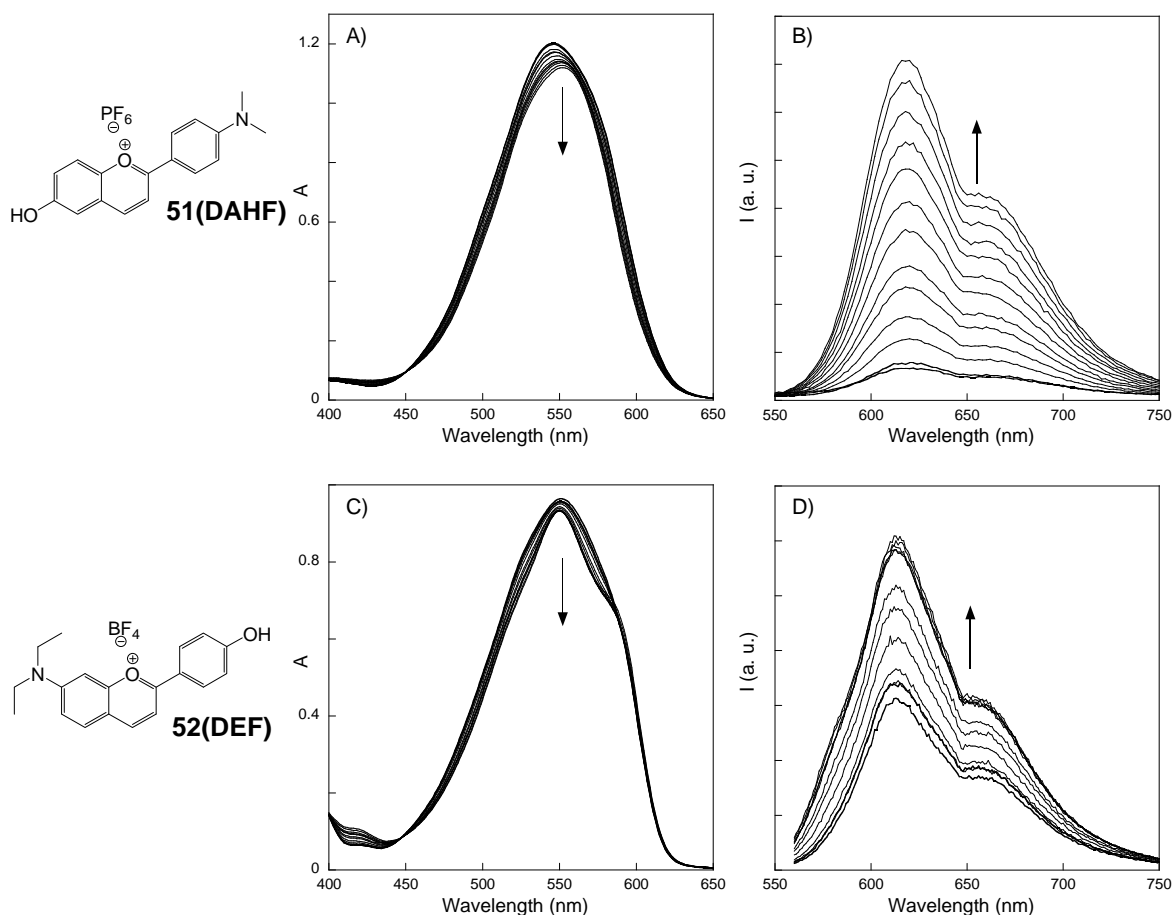 PF6
⊖
⊕
O
N
HO
51(DAHF)
A)
1.2
0.6
0
A
400 450 500 550 600 650
Wavelength (nm)
B)
I (a. u.)
550 600 650 700 750
Wavelength (nm)
BF4
⊖
⊕
O
N
OH
52(DEF)
C)
0.8
0.4
0
A
400 450 500 550 600 650
Wavelength (nm)
D)
I (a. u.)
550 600 650 700 750
Wavelength (nm)